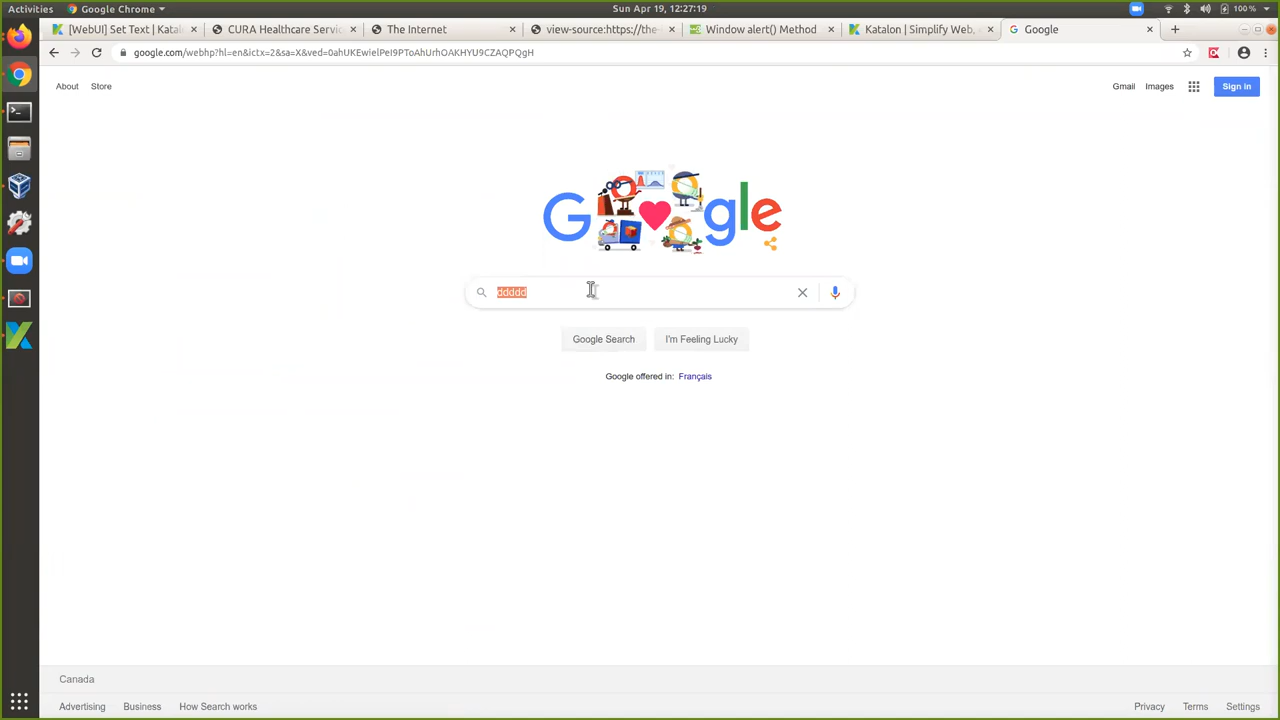 Activities Google Chrome Sun Apr 19, 12:27:19 100 %
[WebUI] Set Text | Katal CURA Healthcare Servic The Internet view-source:https://the- Window alert() Method Katalon | Simplify Web, Google
google.com/webhp?hl=en&ictx=2&sa=X&ved=0ahUKEwielPeI9PToAhUrhOAKHYU9CZAQPQgH
About Store Gmail Images Sign in
Google
ddddd
Google Search I'm Feeling Lucky
Google offered in: Français
Canada
Advertising Business How Search works Privacy Terms Settings